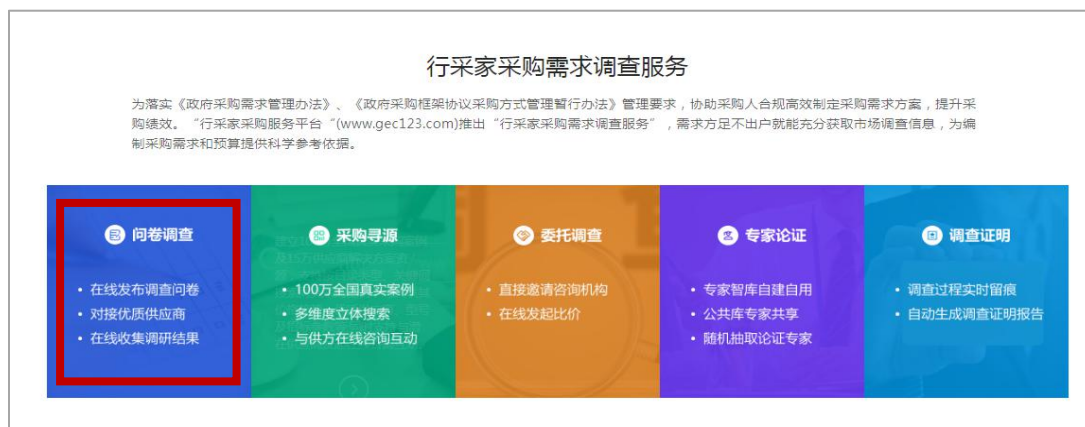 行采家采购需求调查服务
为落实《政府采购需求管理办法》、《政府采购框架协议采购方式管理暂行办法》管理要求，协助采购人合规高效制定采购需求方案，提升采
购绩效。 “行采家采购服务平台“(www.gec123.com)推出“行采家采购需求调查服务”，需求方足不出户就能充分获取市场调查信息，为编
制采购需求和预算提供科学参考依据。
问卷调查
• 在线发布调查问卷
• 对接优质供应商
• 在线收集调研结果
采购寻源
• 100万全国真实案例
• 多维度立体搜索
• 与供方在线咨询互动
委托调查
• 直接邀请咨询机构
• 在线发起比价
专家论证
• 专家智库自建自用
• 公共库专家共享
• 随机抽取论证专家
调查证明
• 调查过程实时留痕
• 自动生成调查证明报告